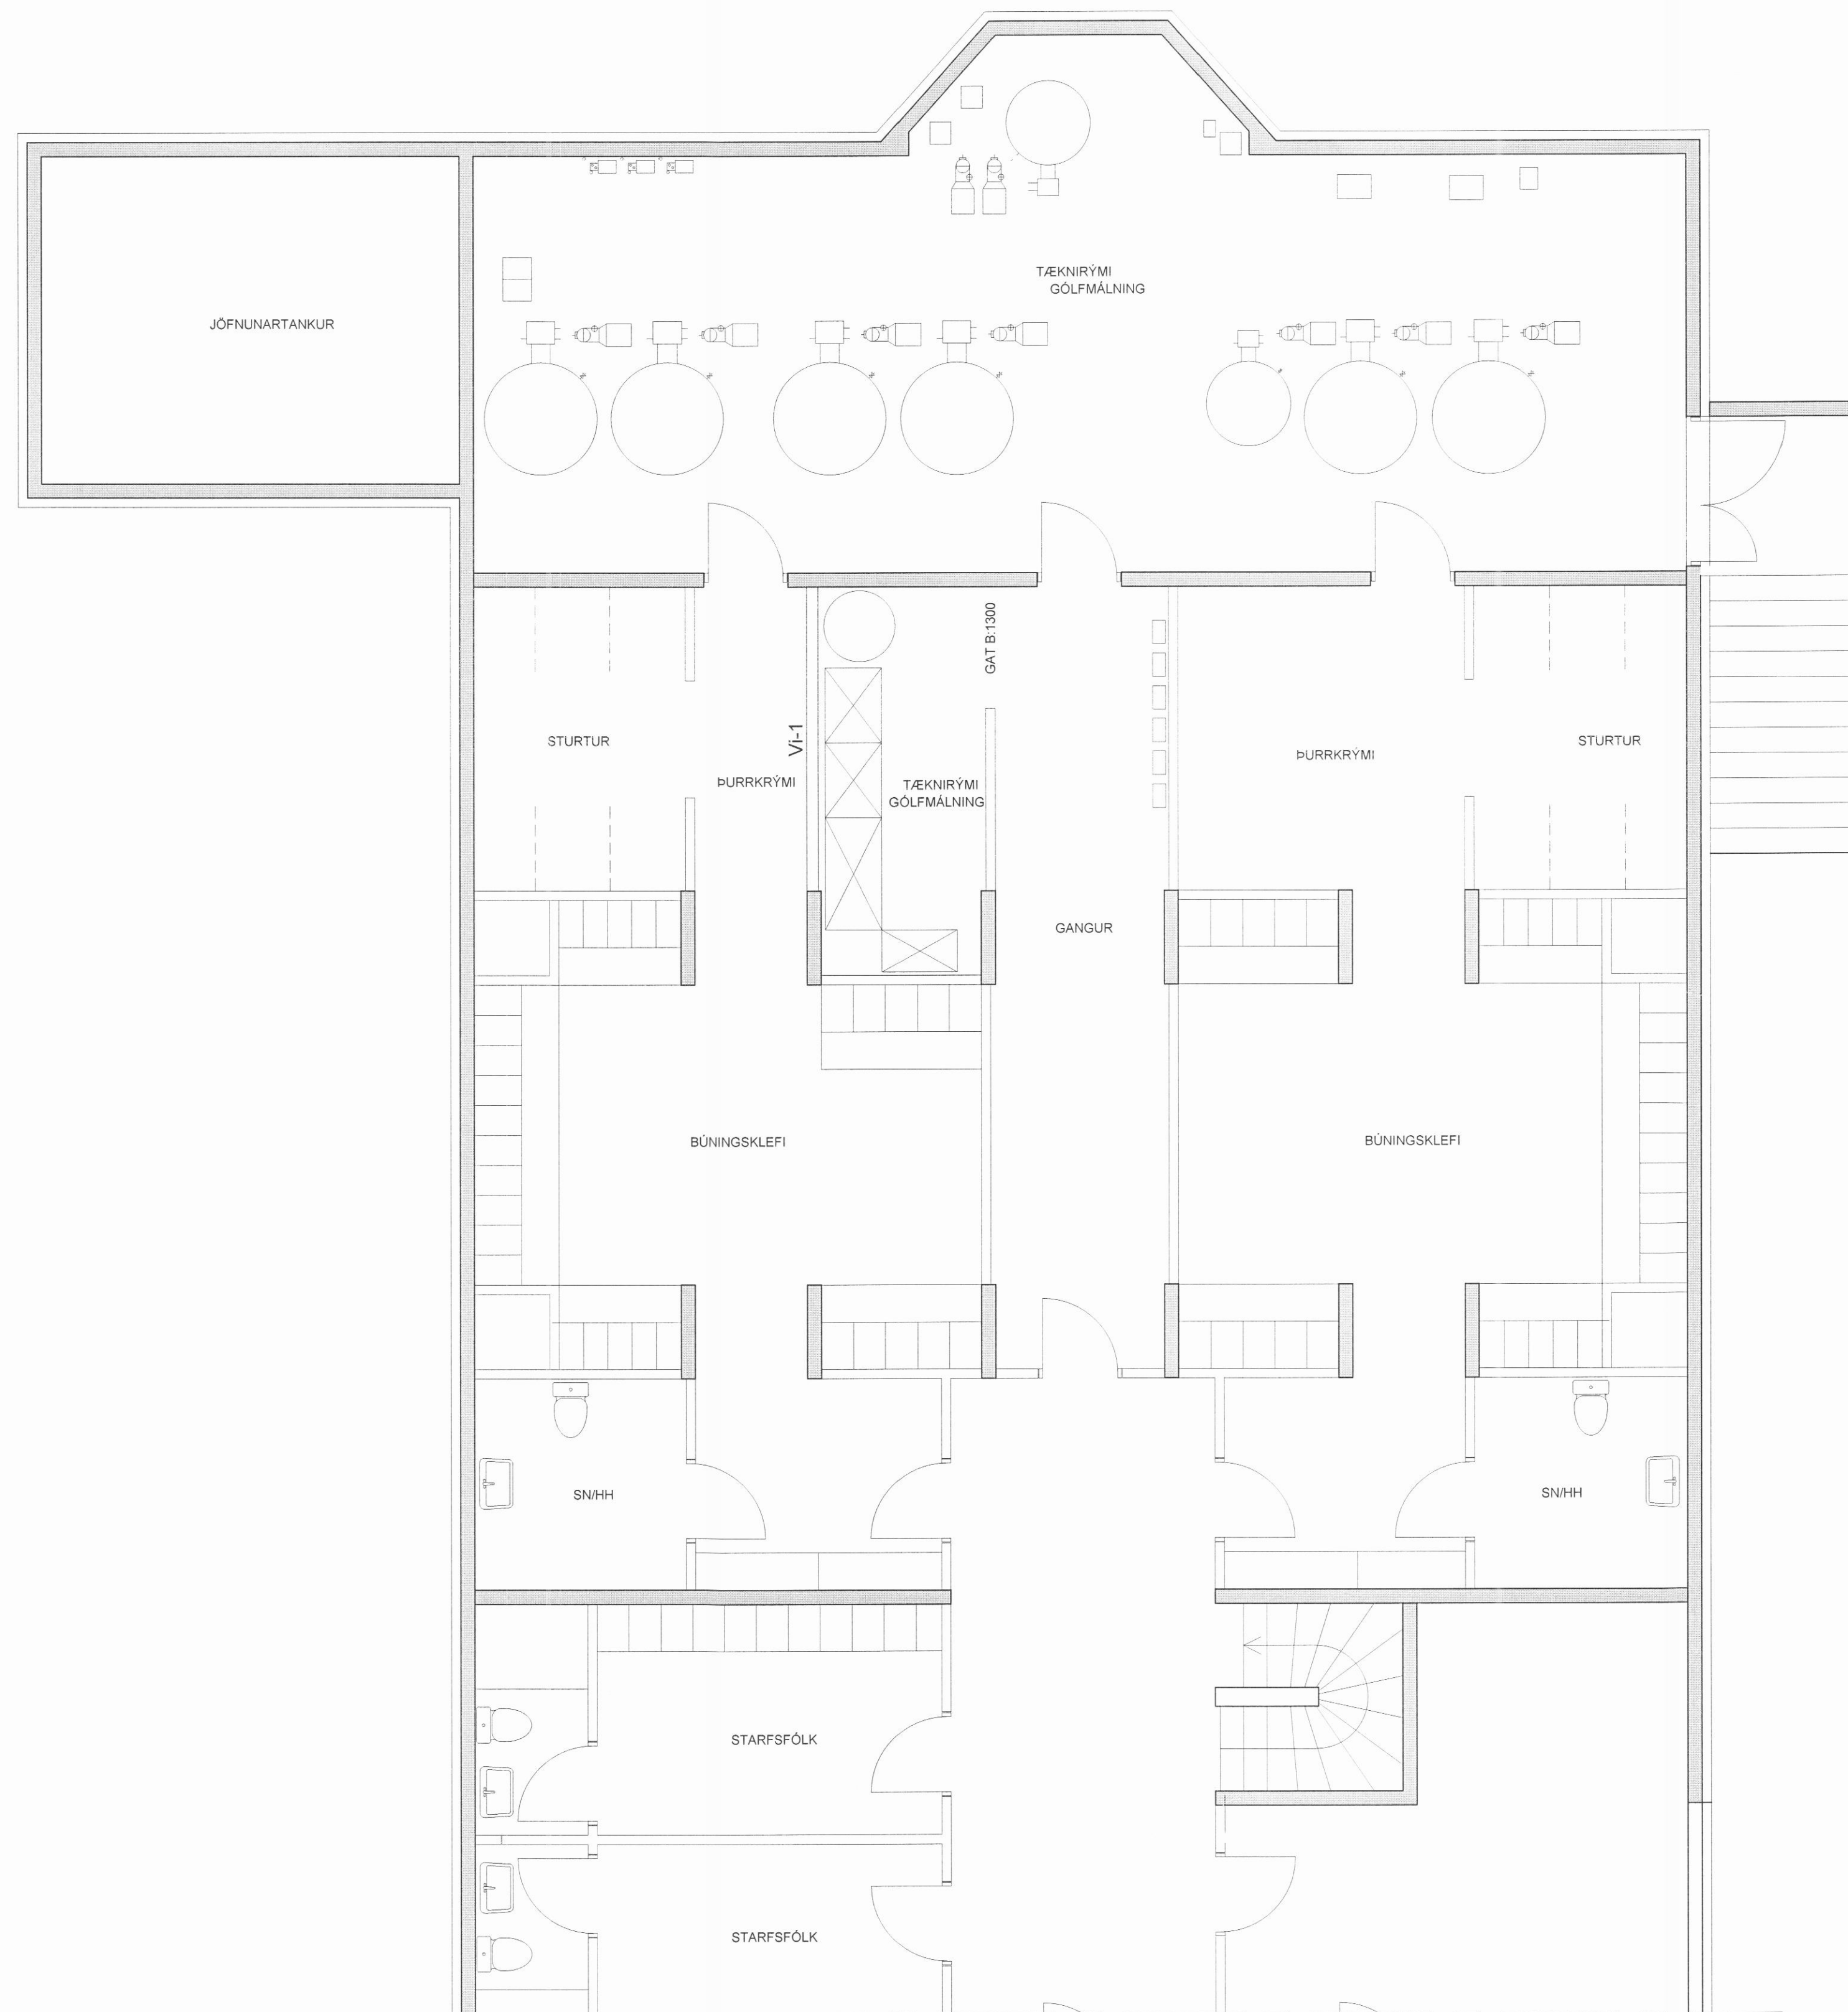 TÆKNIRÝMI
GÓLFMÁLNING
JÖFNUNARTANKUR
GAT B:1300
STURTUR
Vi-1
ÞURRKRÝMI
TÆKNIRÝMI
GÓLFMÁLNING
ÞURRKRÝMI
STURTUR
GANGUR
BÚNINGSKLEFI
BÚNINGSKLEFI
SN/HH
SN/HH
STARFSFÓLK
STARFSFÓLK